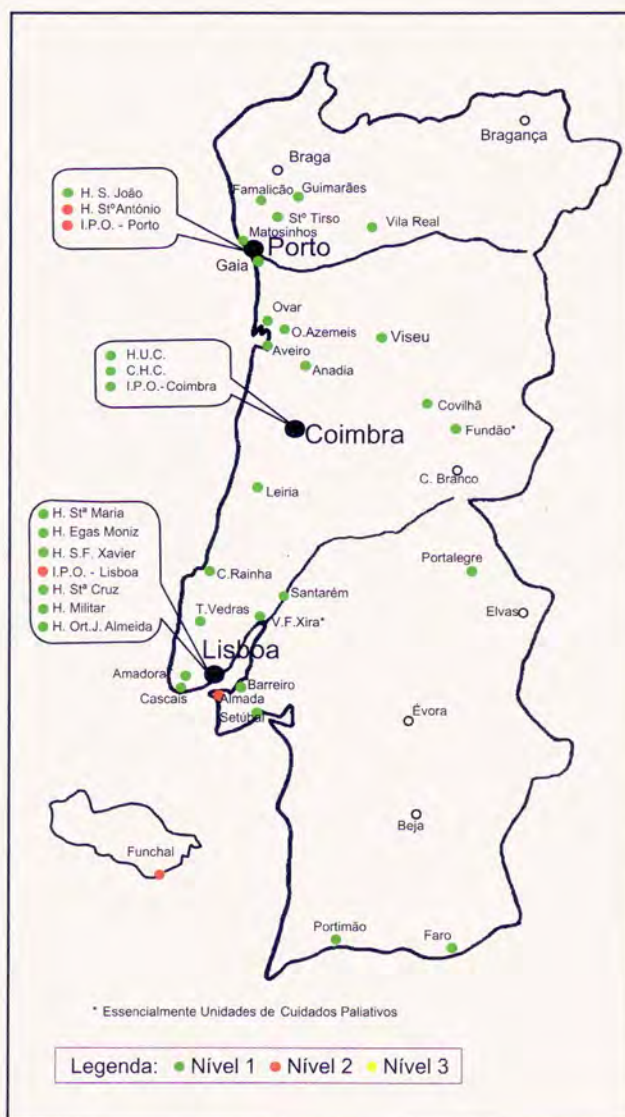 Bragança
Braga
Famalicão
Guimarães
Stº Tirso
Vila Real
Matosinhos
H. S. João
H. StºAntónio
I.P.O. - Porto
Porto
Gaia
Ovar
O.Azemeis
Viseu
Aveiro
Anadia
H.U.C.
C.H.C.
I.P.O.-Coimbra
Covilhã
Fundão*
Coimbra
C. Branco
Leiria
H. Stª Maria
H. Egas Moniz
H. S.F. Xavier
I.P.O. - Lisboa
H. Stª Cruz
H. Militar
H. Ort.J. Almeida
Portalegre
C.Rainha
Santarém
Elvas
T.Vedras
V.F.Xira*
Lisboa
Amadora
Barreiro
Cascais
Almada
Setúbal
Évora
Beja
Funchal
Portimão
Faro
* Essencialmente Unidades de Cuidados Paliativos
Legenda: Nível 1 Nível 2 Nível 3